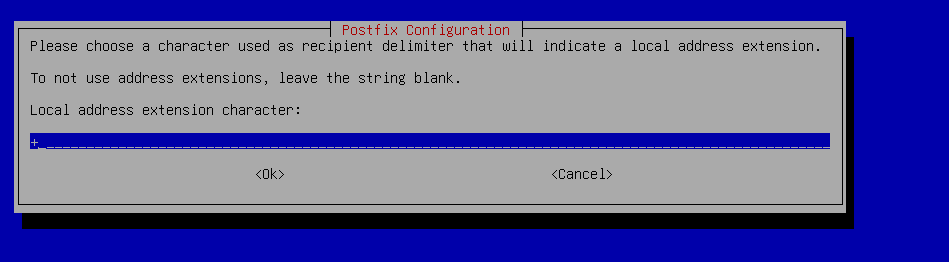 Postfix Configuration
Please choose a character used as recipient delimiter that will indicate a local address extension.
To not use address extensions, leave the string blank.
Local address extension character:
+
<Ok> <Cancel>